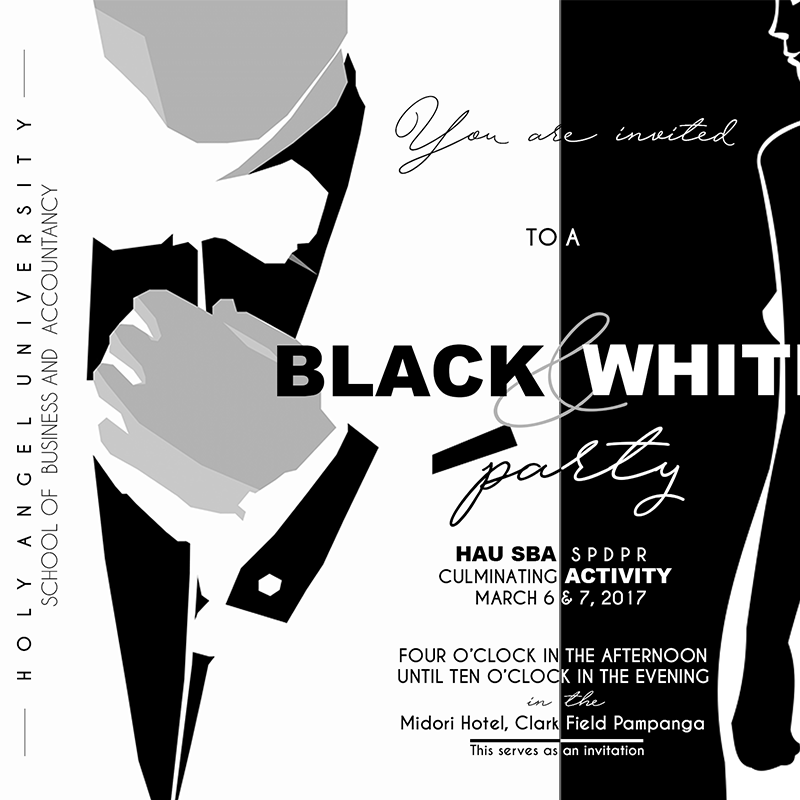 HOLY ANGEL UNIVERSITY
SCHOOL OF BUSINESS AND ACCOUNTANCY
You are invited
TO A
BLACK & WHITE
party
HAU SBA SPDPR
CULMINATING ACTIVITY
MARCH 6 & 7, 2017
FOUR O'CLOCK IN THE AFTERNOON
UNTIL TEN O'CLOCK IN THE EVENING
in the
Midori Hotel, Clark Field Pampanga
This serves as an invitation